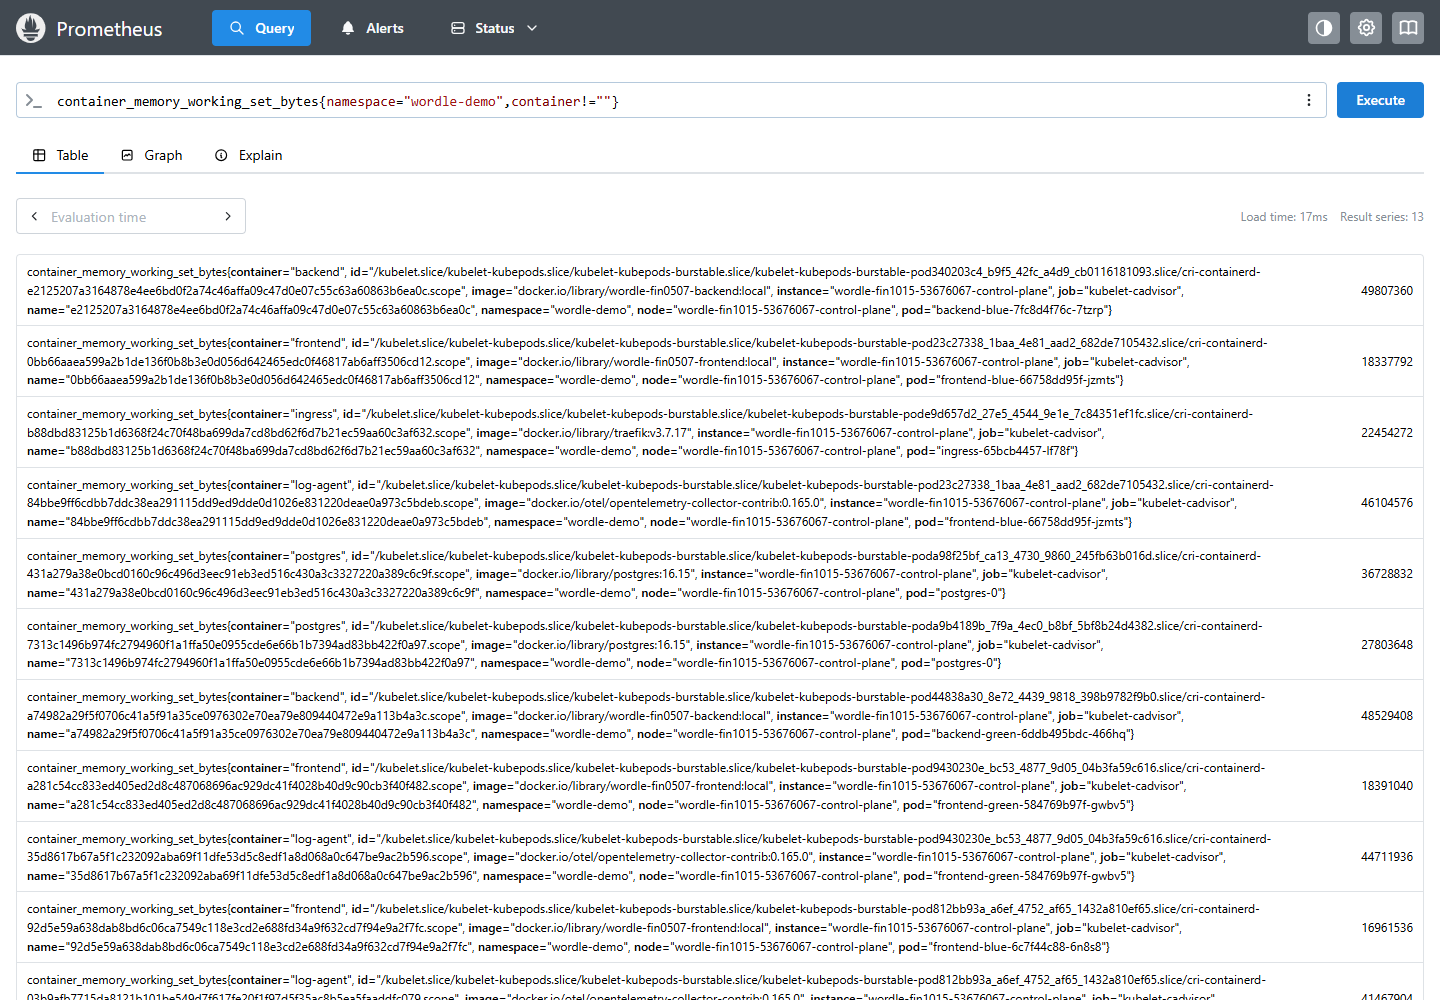 Prometheus
Query
Alerts
Status
container_memory_working_set_bytes{namespace="wordle-demo",container!=""}
Execute
Table
Graph
Explain
Evaluation time
Load time: 17ms
Result series: 13
container_memory_working_set_bytes{container="backend", id="/kubelet.slice/kubelet-kubepods.slice/kubelet-kubepods-burstable.slice/kubelet-kubepods-burstable-pod340203c4_b9f5_42fc_a4d9_cb0116181093.slice/cri-containerd-
e2125207a3164878e4ee6bd0f2a74c46affa09c47d0e07c55c63a60863b6ea0c.scope", image="docker.io/library/wordle-fin0507-backend:local", instance="wordle-fin1015-53676067-control-plane", job="kubelet-cadvisor",
name="e2125207a3164878e4ee6bd0f2a74c46affa09c47d0e07c55c63a60863b6ea0c", namespace="wordle-demo", node="wordle-fin1015-53676067-control-plane", pod="backend-blue-7fc8d4f76c-7tzrp"}
49807360
container_memory_working_set_bytes{container="frontend", id="/kubelet.slice/kubelet-kubepods.slice/kubelet-kubepods-burstable.slice/kubelet-kubepods-burstable-pod23c27338_1baa_4e81_aad2_682de7105432.slice/cri-containerd-
0bb66aaea599a2b1de136f0b8b3e0d056d642465edc0f46817ab6aff3506cd12.scope", image="docker.io/library/wordle-fin0507-frontend:local", instance="wordle-fin1015-53676067-control-plane", job="kubelet-cadvisor",
name="0bb66aaea599a2b1de136f0b8b3e0d056d642465edc0f46817ab6aff3506cd12", namespace="wordle-demo", node="wordle-fin1015-53676067-control-plane", pod="frontend-blue-66758dd95f-jzmts"}
18337792
container_memory_working_set_bytes{container="ingress", id="/kubelet.slice/kubelet-kubepods.slice/kubelet-kubepods-burstable.slice/kubelet-kubepods-burstable-pode9d657d2_27e5_4544_9e1e_7c84351ef1fc.slice/cri-containerd-
b88dbd83125b1d6368f24c70f48ba699da7cd8bd62f6d7b21ec59aa60c3af632.scope", image="docker.io/library/traefik:v3.7.17", instance="wordle-fin1015-53676067-control-plane", job="kubelet-cadvisor",
name="b88dbd83125b1d6368f24c70f48ba699da7cd8bd62f6d7b21ec59aa60c3af632", namespace="wordle-demo", node="wordle-fin1015-53676067-control-plane", pod="ingress-65bcb4457-lf78f"}
22454272
container_memory_working_set_bytes{container="log-agent", id="/kubelet.slice/kubelet-kubepods.slice/kubelet-kubepods-burstable.slice/kubelet-kubepods-burstable-pod23c27338_1baa_4e81_aad2_682de7105432.slice/cri-containerd-
84bbe9ff6cdbb7ddc38ea291115dd9ed9dde0d1026e831220deae0a973c5bdeb.scope", image="docker.io/otel/opentelemetry-collector-contrib:0.165.0", instance="wordle-fin1015-53676067-control-plane", job="kubelet-cadvisor",
name="84bbe9ff6cdbb7ddc38ea291115dd9ed9dde0d1026e831220deae0a973c5bdeb", namespace="wordle-demo", node="wordle-fin1015-53676067-control-plane", pod="frontend-blue-66758dd95f-jzmts"}
46104576
container_memory_working_set_bytes{container="postgres", id="/kubelet.slice/kubelet-kubepods.slice/kubelet-kubepods-burstable.slice/kubelet-kubepods-burstable-poda98f25bf_ca13_4730_9860_245fb63b016d.slice/cri-containerd-
431a279a38e0bcd0160c96c496d3eec91eb3ed516c430a3c3327220a389c6c9f.scope", image="docker.io/library/postgres:16.15", instance="wordle-fin1015-53676067-control-plane", job="kubelet-cadvisor",
name="431a279a38e0bcd0160c96c496d3eec91eb3ed516c430a3c3327220a389c6c9f", namespace="wordle-demo", node="wordle-fin1015-53676067-control-plane", pod="postgres-0"}
36728832
container_memory_working_set_bytes{container="postgres", id="/kubelet.slice/kubelet-kubepods.slice/kubelet-kubepods-burstable.slice/kubelet-kubepods-burstable-poda9b4189b_7f9a_4ec0_b8bf_5bf8b24d4382.slice/cri-containerd-
7313c1496b974fc2794960f1a1ffa50e0955cde6e66b1b7394ad83bb422f0a97.scope", image="docker.io/library/postgres:16.15", instance="wordle-fin1015-53676067-control-plane", job="kubelet-cadvisor",
name="7313c1496b974fc2794960f1a1ffa50e0955cde6e66b1b7394ad83bb422f0a97", namespace="wordle-demo", node="wordle-fin1015-53676067-control-plane", pod="postgres-0"}
27803648
container_memory_working_set_bytes{container="backend", id="/kubelet.slice/kubelet-kubepods.slice/kubelet-kubepods-burstable.slice/kubelet-kubepods-burstable-pod44838a30_8e72_4439_9818_398b9782f9b0.slice/cri-containerd-
a74982a29f5f0706c41a5f91a35ce0976302e70ea79e809440472e9a113b4a3c.scope", image="docker.io/library/wordle-fin0507-backend:local", instance="wordle-fin1015-53676067-control-plane", job="kubelet-cadvisor",
name="a74982a29f5f0706c41a5f91a35ce0976302e70ea79e809440472e9a113b4a3c", namespace="wordle-demo", node="wordle-fin1015-53676067-control-plane", pod="backend-green-6ddb495bdc-466hq"}
48529408
container_memory_working_set_bytes{container="frontend", id="/kubelet.slice/kubelet-kubepods.slice/kubelet-kubepods-burstable.slice/kubelet-kubepods-burstable-pod9430230e_bc53_4877_9d05_04b3fa59c616.slice/cri-containerd-
a281c54cc833ed405ed2d8c487068696ac929dc41f4028b40d9c90cb3f40f482.scope", image="docker.io/library/wordle-fin0507-frontend:local", instance="wordle-fin1015-53676067-control-plane", job="kubelet-cadvisor",
name="a281c54cc833ed405ed2d8c487068696ac929dc41f4028b40d9c90cb3f40f482", namespace="wordle-demo", node="wordle-fin1015-53676067-control-plane", pod="frontend-green-584769b97f-gwbv5"}
18391040
container_memory_working_set_bytes{container="log-agent", id="/kubelet.slice/kubelet-kubepods.slice/kubelet-kubepods-burstable.slice/kubelet-kubepods-burstable-pod9430230e_bc53_4877_9d05_04b3fa59c616.slice/cri-containerd-
35d8617b67a5f1c232092aba69f11dfe53d5c8edf1a8d068a0c647be9ac2b596.scope", image="docker.io/otel/opentelemetry-collector-contrib:0.165.0", instance="wordle-fin1015-53676067-control-plane", job="kubelet-cadvisor",
name="35d8617b67a5f1c232092aba69f11dfe53d5c8edf1a8d068a0c647be9ac2b596", namespace="wordle-demo", node="wordle-fin1015-53676067-control-plane", pod="frontend-green-584769b97f-gwbv5"}
44711936
container_memory_working_set_bytes{container="frontend", id="/kubelet.slice/kubelet-kubepods.slice/kubelet-kubepods-burstable.slice/kubelet-kubepods-burstable-pod812bb93a_a6ef_4752_af65_1432a810ef65.slice/cri-containerd-
92d5e59a638dab8bd6c06ca7549c118e3cd2e688fd34a9f632cd7f94e9a2f7fc.scope", image="docker.io/library/wordle-fin0507-frontend:local", instance="wordle-fin1015-53676067-control-plane", job="kubelet-cadvisor",
name="92d5e59a638dab8bd6c06ca7549c118e3cd2e688fd34a9f632cd7f94e9a2f7fc", namespace="wordle-demo", node="wordle-fin1015-53676067-control-plane", pod="frontend-blue-6c7f44c88-6n8s8"}
16961536
container_memory_working_set_bytes{container="log-agent", id="/kubelet.slice/kubelet-kubepods.slice/kubelet-kubepods-burstable.slice/kubelet-kubepods-burstable-pod812bb93a_a6ef_4752_af65_1432a810ef65.slice/cri-containerd-
image="docker.io/otel/opentelemetry-collector-contrib:0.165.0", instance="wordle-fin1015-53676067-control-plane", job="kubelet-cadvisor",
41467904